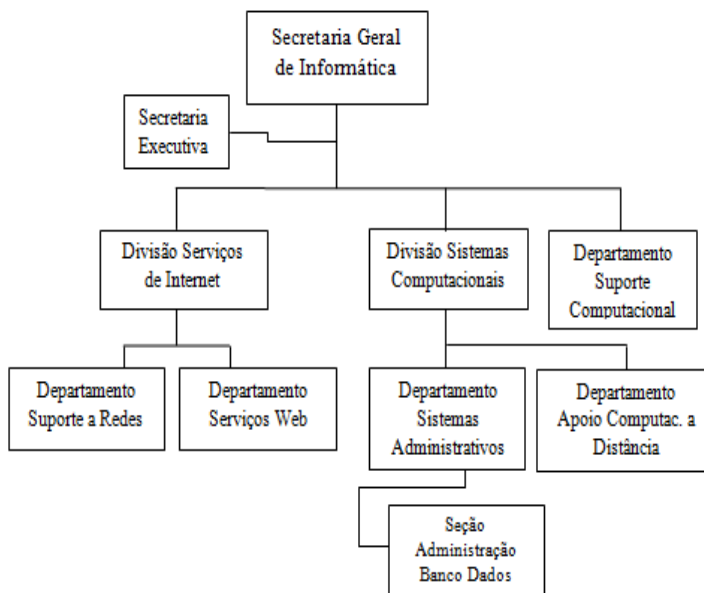 Secretaria Geral
de Informática
Secretaria
Executiva
Divisão Serviços
de Internet
Divisão Sistemas
Computacionais
Departamento
Suporte
Computacional
Departamento
Suporte a Redes
Departamento
Serviços Web
Departamento
Sistemas
Administrativos
Departamento
Apoio Computac. a
Distância
Seção
Administração
Banco Dados